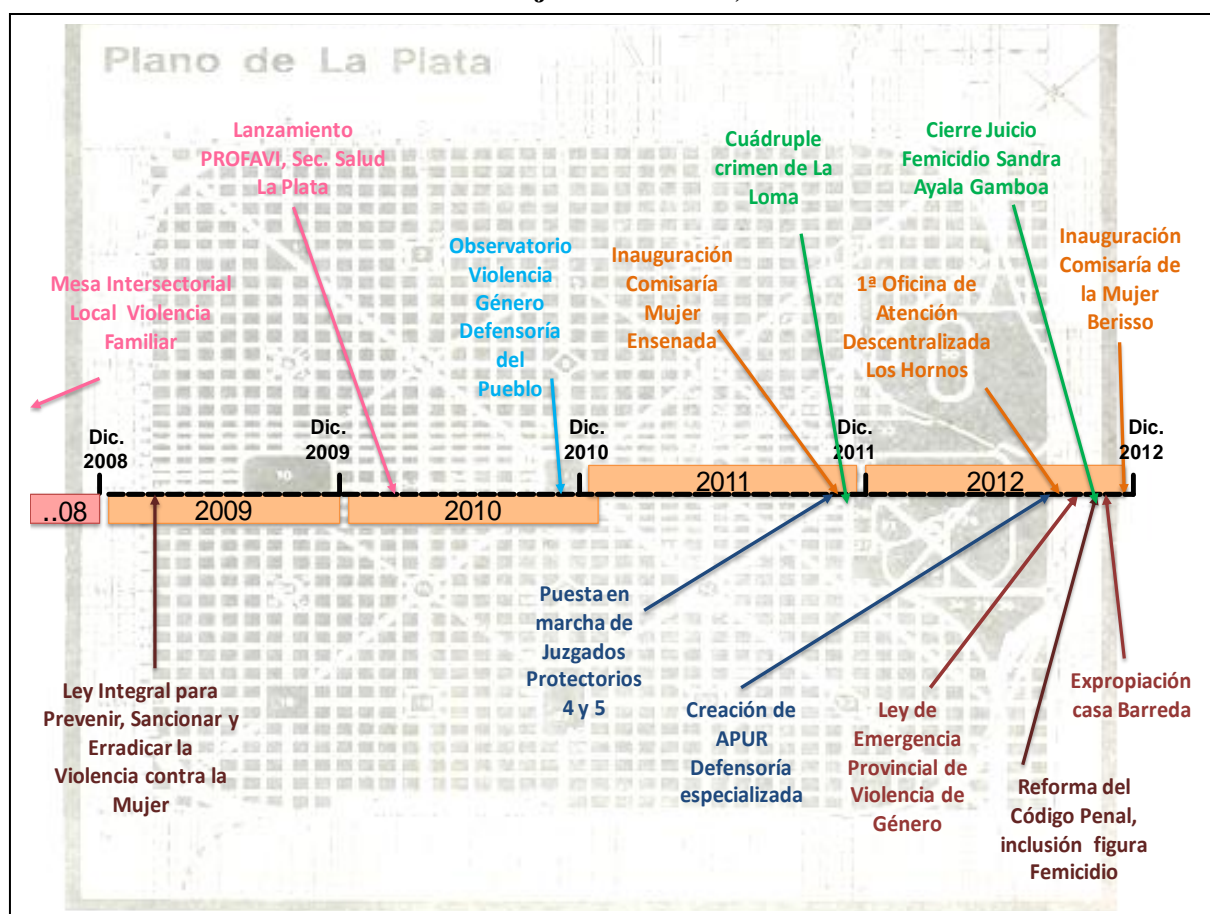 Plano de La Plata
Lanzamiento
PROFAVI, Sec. Salud
La Plata
Cuádruple
crimen de La
Loma
Cierre Juicio
Femicidio Sandra
Ayala Gamboa
Mesa Intersectorial
Local Violencia
Familiar
Observatorio
Violencia
Género
Defensoría
del
Pueblo
Inauguración
Comisaría
Mujer
Ensenada
1ª Oficina de
Atención
Descentralizada
Los Hornos
Inauguración
Comisaría de
la Mujer
Berisso
Dic.
2008
Dic.
2009
Dic.
2010
Dic.
2011
Dic.
2012
..08
2009
2010
2011
2012
Ley Integral para
Prevenir, Sancionar y
Erradicar la
Violencia contra la
Mujer
Puesta en
marcha de
Juzgados
Protectorios
4 y 5
Creación de
APUR
Defensoría
especializada
Ley de
Emergencia
Provincial de
Violencia de
Género
Reforma del
Código Penal,
inclusión figura
Femicidio
Expropiación
casa Barreda